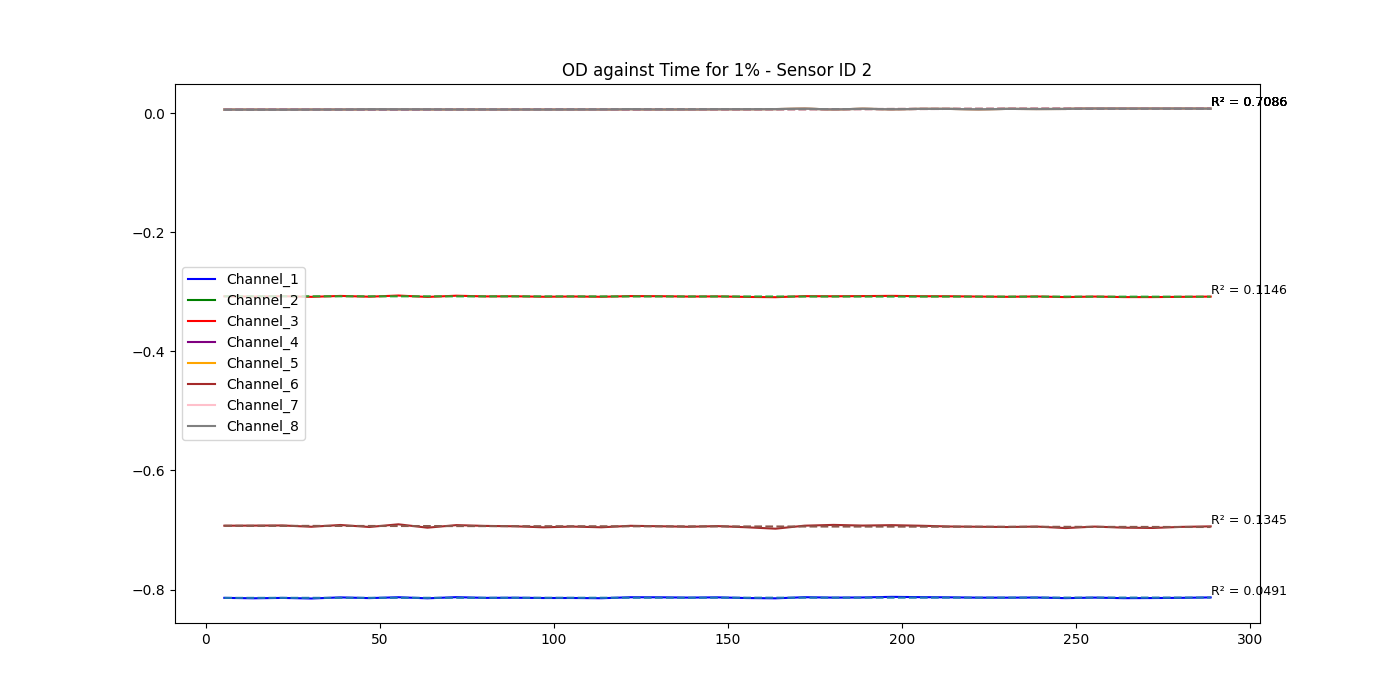 OD against Time for 1% - Sensor ID 2
0.0
−0.2
−0.4
−0.6
−0.8
Channel_1
Channel_2
Channel_3
Channel_4
Channel_5
Channel_6
Channel_7
Channel_8
R² =
R² = 0.1146
R² = 0.1345
R² = 0.0491
0
50
100
150
200
250
300